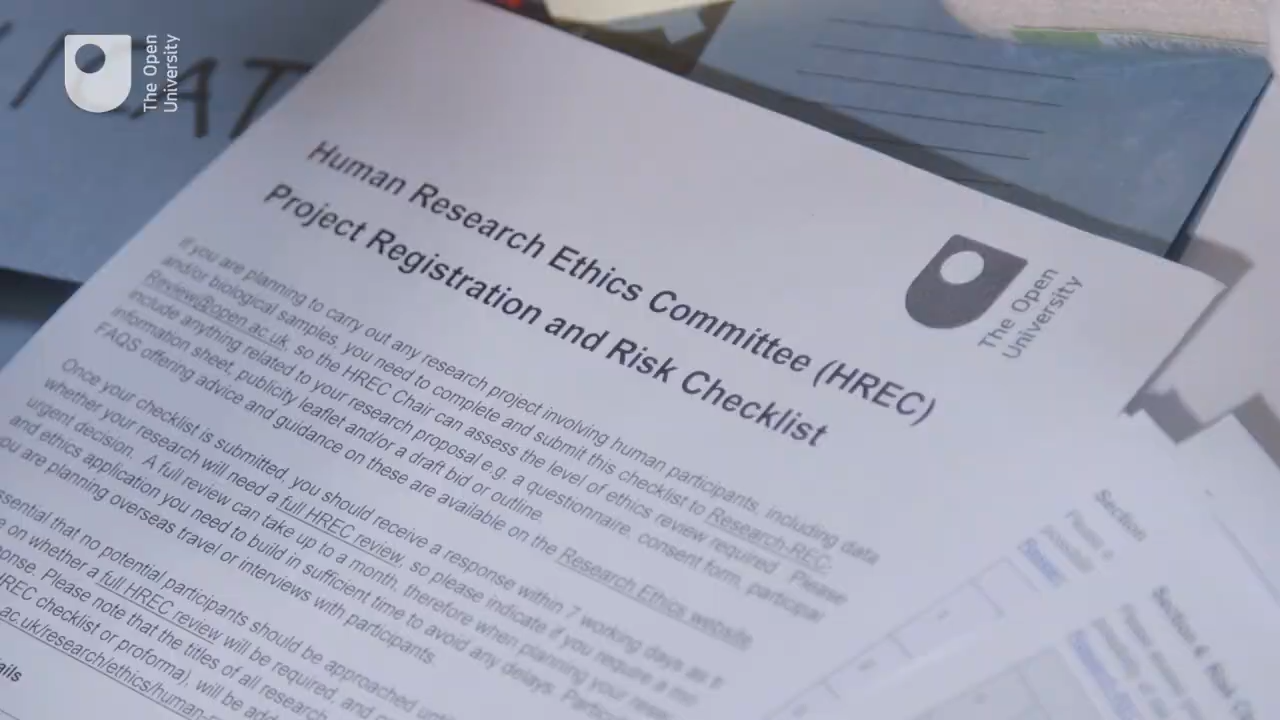 The Open
University
Human Research Ethics Committee (HREC)
Project Registration and Risk Checklist
The Open
University
If you are planning to carry out any research project involving human participants, including data
and/or biological samples, you need to complete and submit this checklist to Research-REC-
Review@open.ac.uk, so the HREC Chair can assess the level of ethics review required. Please
include anything related to your research proposal e.g. a questionnaire, consent form, participant
information sheet, publicity leaflet and/or a draft bid or outline.
FAQS offering advice and guidance on these are available on the Research Ethics website
Once your checklist is submitted, you should receive a response within 7 working days as
whether your research will need a full HREC review, so please indicate if you require a
urgent decision. A full review can take up to a month, therefore when planning your
and ethics application you need to build in sufficient time to avoid any delays.
you are planning overseas travel or interviews with participants.
that no potential participants should be approached
on whether a full HREC review will be required, and
Please note that the titles of all research
HREC checklist or proforma), will be
ac.uk/research/ethics/human-
Section
Section 4